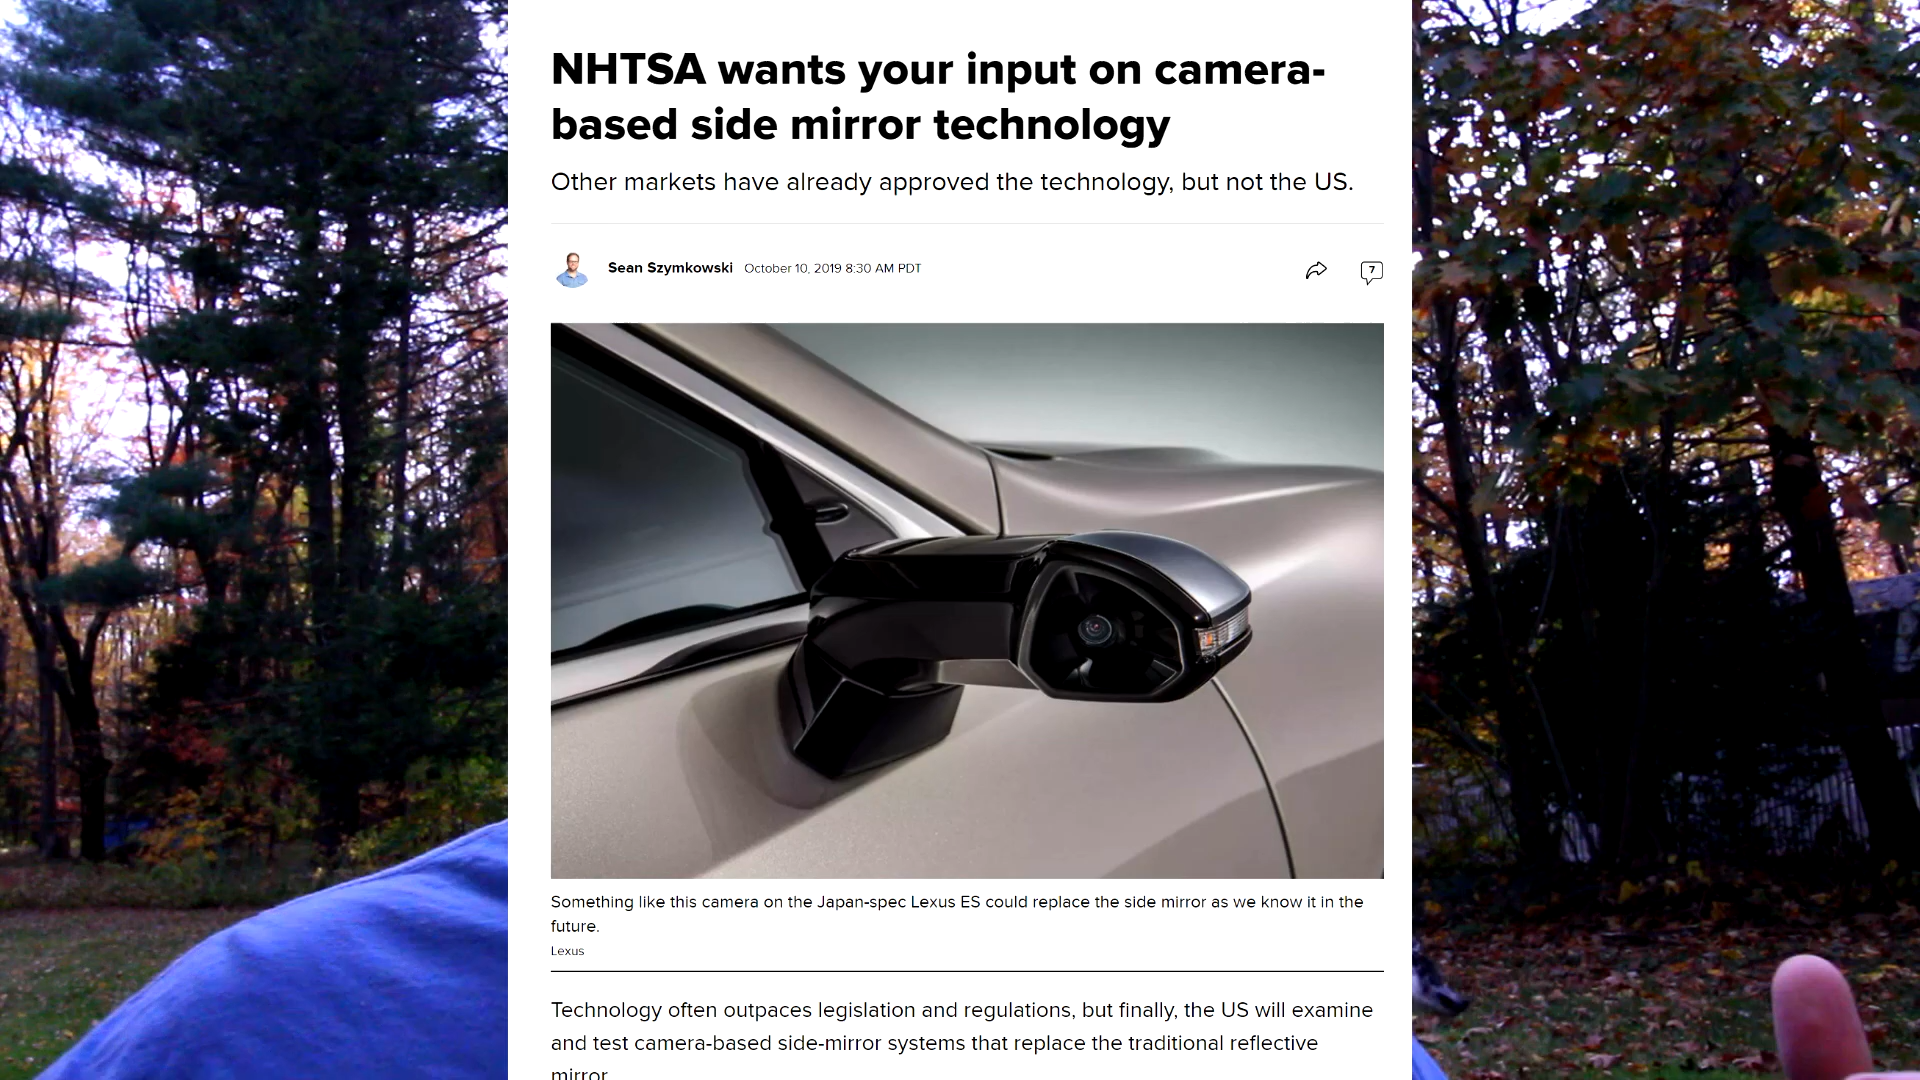 NHTSA wants your input on camera-
based side mirror technology
Other markets have already approved the technology, but not the US.
Sean Szymkowski October 10, 2019 8:30 AM PDT
7
Something like this camera on the Japan-spec Lexus ES could replace the side mirror as we know it in the
future.
Lexus
Technology often outpaces legislation and regulations, but finally, the US will examine
and test camera-based side-mirror systems that replace the traditional reflective
mirror